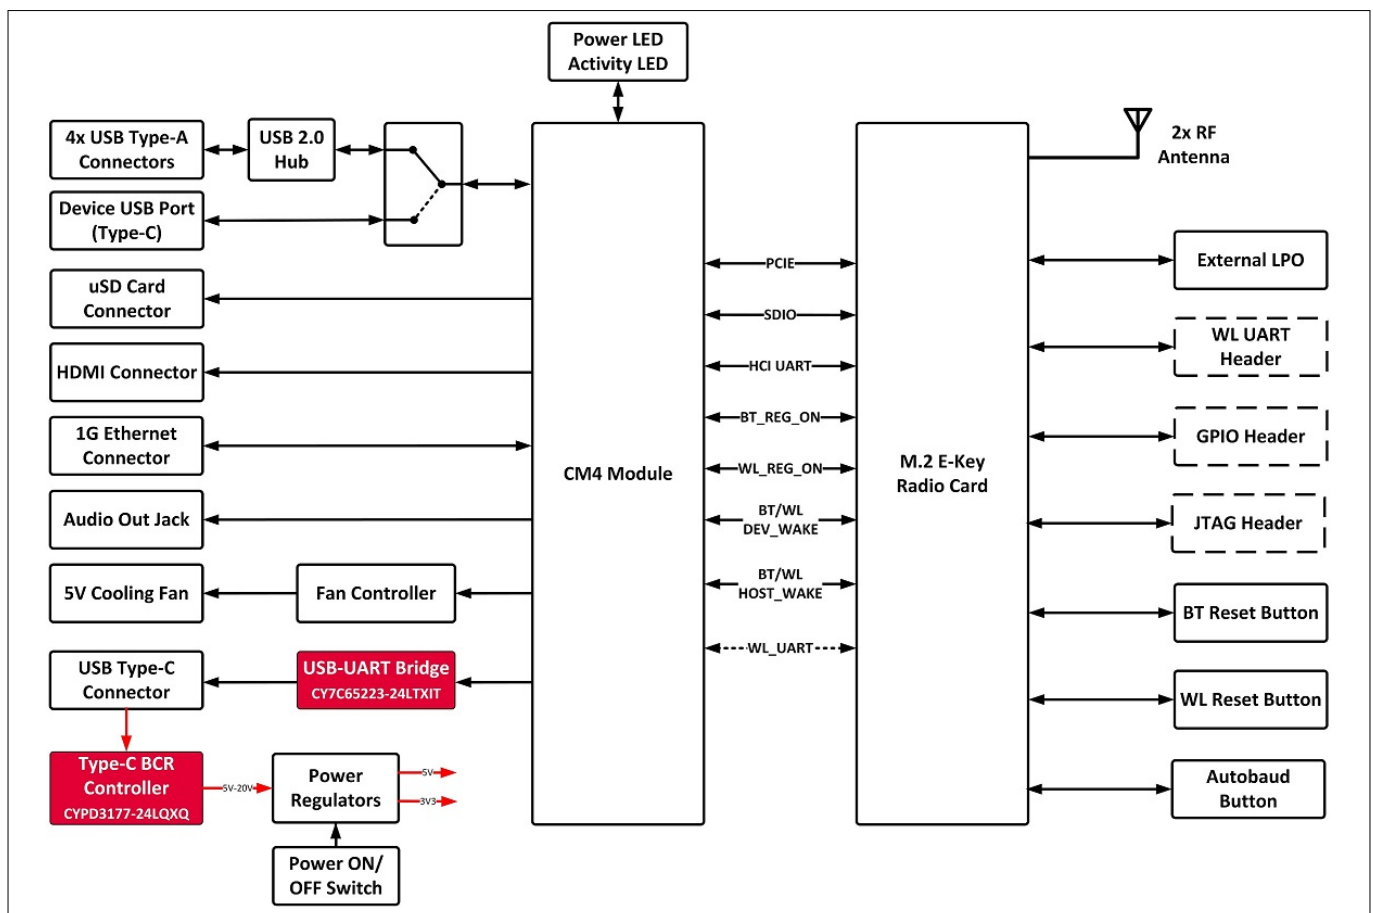 Power LED
Activity LED
4x USB Type-A
Connectors
USB 2.0
Hub
Device USB Port
(Type-C)
uSD Card
Connector
HDMI Connector
1G Ethernet
Connector
Audio Out Jack
5V Cooling Fan
Fan Controller
USB Type-C
Connector
USB-UART Bridge
CY7C65223-24LTXIT
Type-C BCR
Controller
CYPD3177-24LQXQ
5V-20V
Power
Regulators
5V
3V3
Power ON/
OFF Switch
CM4 Module
PCIE
SDIO
HCI UART
BT_REG_ON
WL_REG_ON
BT/WL
DEV_WAKE
BT/WL
HOST_WAKE
WL_UART
M.2 E-Key
Radio Card
2x RF
Antenna
External LPO
WL UART
Header
GPIO Header
JTAG Header
BT Reset Button
WL Reset Button
Autobaud
Button